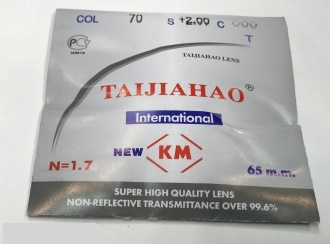 COL 70 S +2.00 C 000
T
TAIJIAHAO LENS
TAIJIAHAO®
International
NEW KM
N=1.7
65 m.m.
SUPER HIGH QUALITY LENS
NON-REFLECTIVE TRANSMITTANCE OVER 99.6%